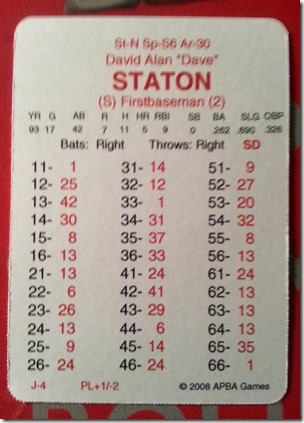 St-N Sp-S6 Ar-30
David Alan "Dave"
STATON
(S) Firstbaseman (2)
YR G AB R H HR RBI SB BA SLG OBP
93 17 42 7 11 5 9 0 .262 .690 .326
Bats: Right Throws: Right SD
11- 1 31- 14 51- 9
12- 25 32- 12 52- 27
13- 42 33- 1 53- 20
14- 30 34- 31 54- 32
15- 8 35- 37 55- 8
16- 13 36- 33 56- 13
21- 13 41- 24 61- 24
22- 6 42- 41 62- 13
23- 26 43- 29 63- 13
24- 13 44- 6 64- 13
25- 9 45- 14 65- 35
26- 24 46- 24 66- 1
J-4 PL+1/-2 © 2008 APBA Games